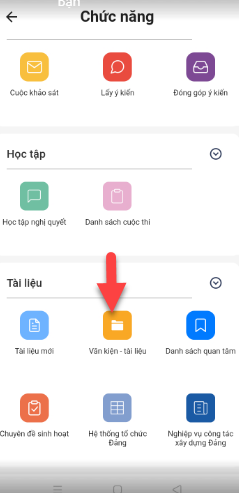 bạn
Chức năng
Cuộc khảo sát
Lấy ý kiến
Đóng góp ý kiến
Học tập
Học tập nghị quyết
Danh sách cuộc thi
Tài liệu
Tài liệu mới
Văn kiện - tài liệu
Danh sách quan tâm
Chuyên đề sinh hoạt
Hệ thống tổ chức
Đảng
Nghiệp vụ công tác
xây dựng Đảng